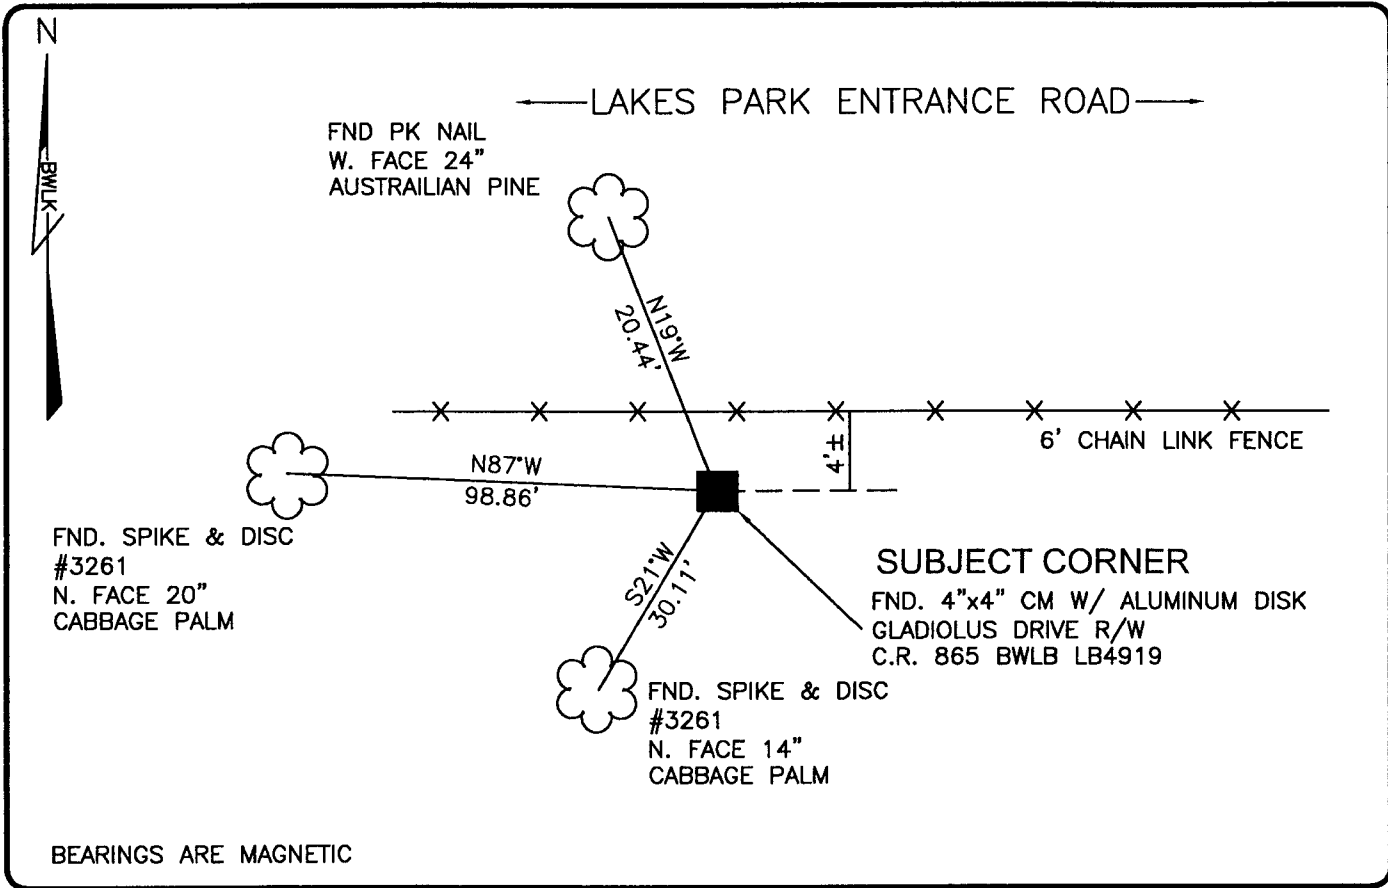 N
BWLK
LAKES PARK ENTRANCE ROAD
FND PK NAIL
W. FACE 24"
AUSTRAILIAN PINE
N19°W
20.44'
6' CHAIN LINK FENCE
4'±
N87°W
98.86'
FND. SPIKE & DISC
#3261
N. FACE 20"
CABBAGE PALM
S21°W
30.11'
SUBJECT CORNER
FND. 4"x4" CM W/ ALUMINUM DISK
GLADIOLUS DRIVE R/W
C.R. 865 BWLB LB4919
FND. SPIKE & DISC
#3261
N. FACE 14"
CABBAGE PALM
BEARINGS ARE MAGNETIC